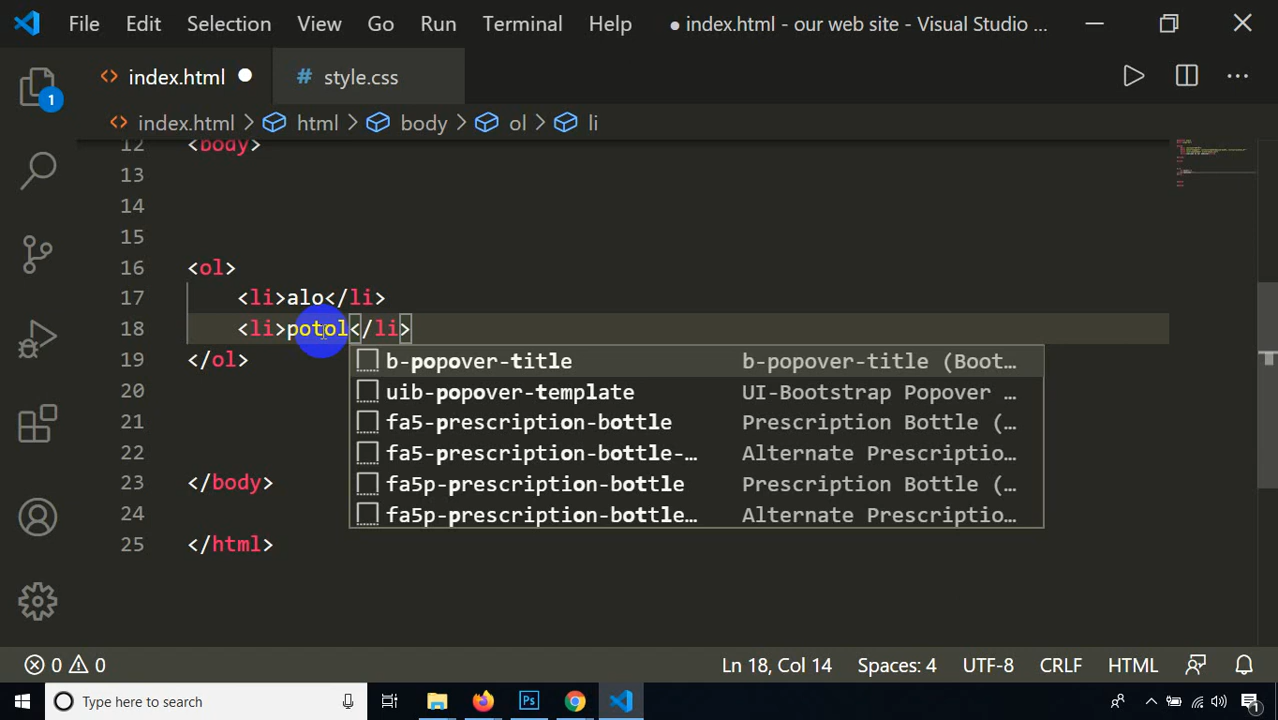 File Edit Selection View Go Run Terminal Help ● index.html - our web site - Visual Studio ...
<> index.html ● # style.css
1
<> index.html > html > body > ol > li
12 <body>
13
14
15
16 <ol>
17 <li>alo</li>
18 <li>potol</li>
19 </ol>
b-popover-title b-popover-title (Boot…
20 uib-popover-template UI-Bootstrap Popover …
21 fa5-prescription-bottle Prescription Bottle (…
22 fa5-prescription-bottle-… Alternate Prescriptio…
23 </body> fa5p-prescription-bottle Prescription Bottle (…
24 fa5p-prescription-bottle… Alternate Prescriptio…
25 </html>
0 0 Ln 18, Col 14 Spaces: 4 UTF-8 CRLF HTML
Type here to search Ps 1